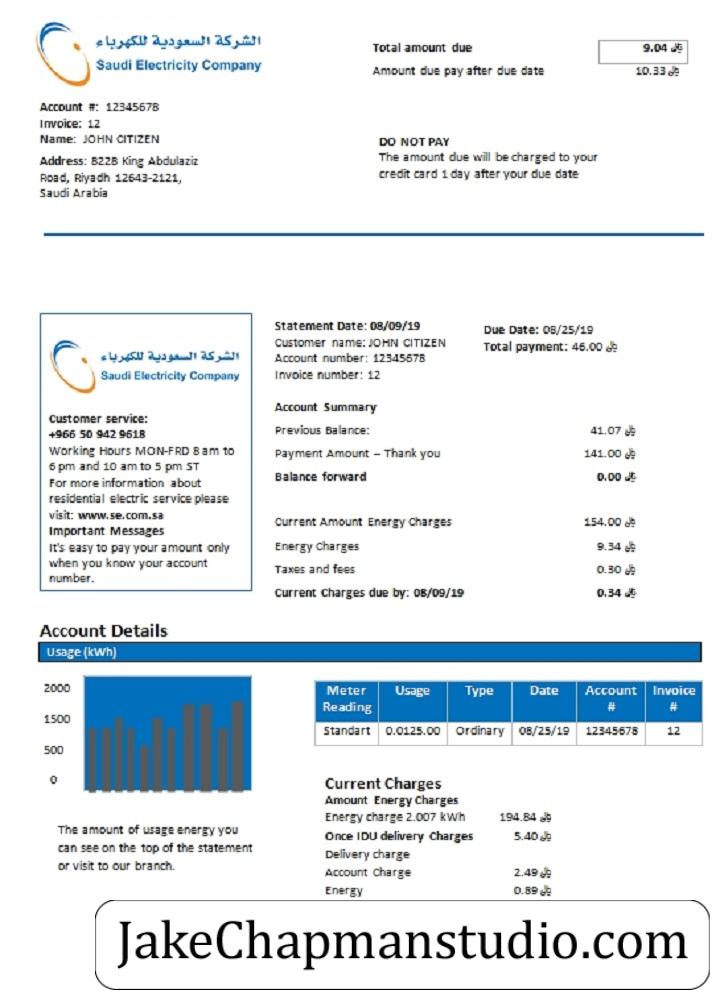 الشركة السعودية للكهرباء
Saudi Electricity Company
Total amount due 9.04 ﷼
Amount due pay after due date 10.33 ﷼
Account #: 12345678
Invoice: 12
Name: JOHN CITIZEN
Address: 8228 King Abdulaziz
Road, Riyadh 12643-2121,
Saudi Arabia
DO NOT PAY
The amount due will be charged to your
credit card 1 day after your due date
الشركة السعودية للكهرباء
Saudi Electricity Company
Customer service:
+966 50 942 9618
Working Hours MON-FRD 8 am to
6 pm and 10 am to 5 pm ST
For more information about
residential electric service please
visit: www.se.com.sa
Important Messages
It's easy to pay your amount only
when you know your account
number.
Statement Date: 08/09/19
Customer name: JOHN CITIZEN
Account number: 12345678
Invoice number: 12
Due Date: 08/25/19
Total payment: 46.00 ﷼
Account Summary
Previous Balance: 41.07 ﷼
Payment Amount – Thank you 141.00 ﷼
Balance forward 0.00 ﷼
Current Amount Energy Charges 154.00 ﷼
Energy Charges 9.34 ﷼
Taxes and fees 0.30 ﷼
Current Charges due by: 08/09/19 0.34 ﷼
Account Details
Usage (kWh)
2000
1500
500
0
The amount of usage energy you
can see on the top of the statement
or visit to our branch.
Meter Reading Usage Type Date Account # Invoice #
Standart 0.0125.00 Ordinary 08/25/19 12345678 12
Current Charges
Amount Energy Charges
Energy charge 2.007 kWh 194.84 ﷼
Once IDU delivery Charges 5.40 ﷼
Delivery charge
Account Charge 2.49 ﷼
Energy 0.89 ﷼
JakeChapmanstudio.com